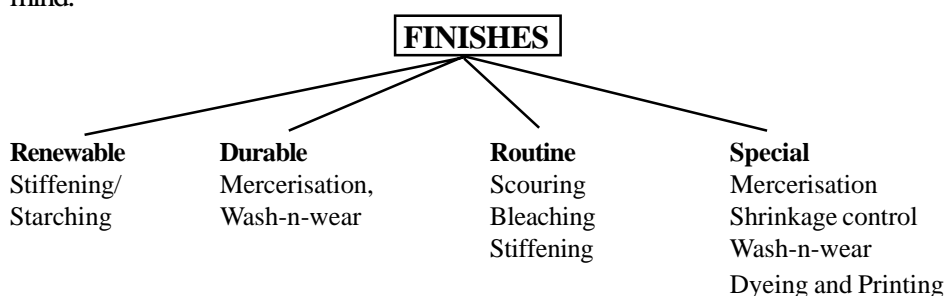 mind.
FINISHES
Renewable
Stiffening/
Starching
Durable
Mercerisation,
Wash-n-wear
Routine
Scouring
Bleaching
Stiffening
Special
Mercerisation
Shrinkage control
Wash-n-wear
Dyeing and Printing